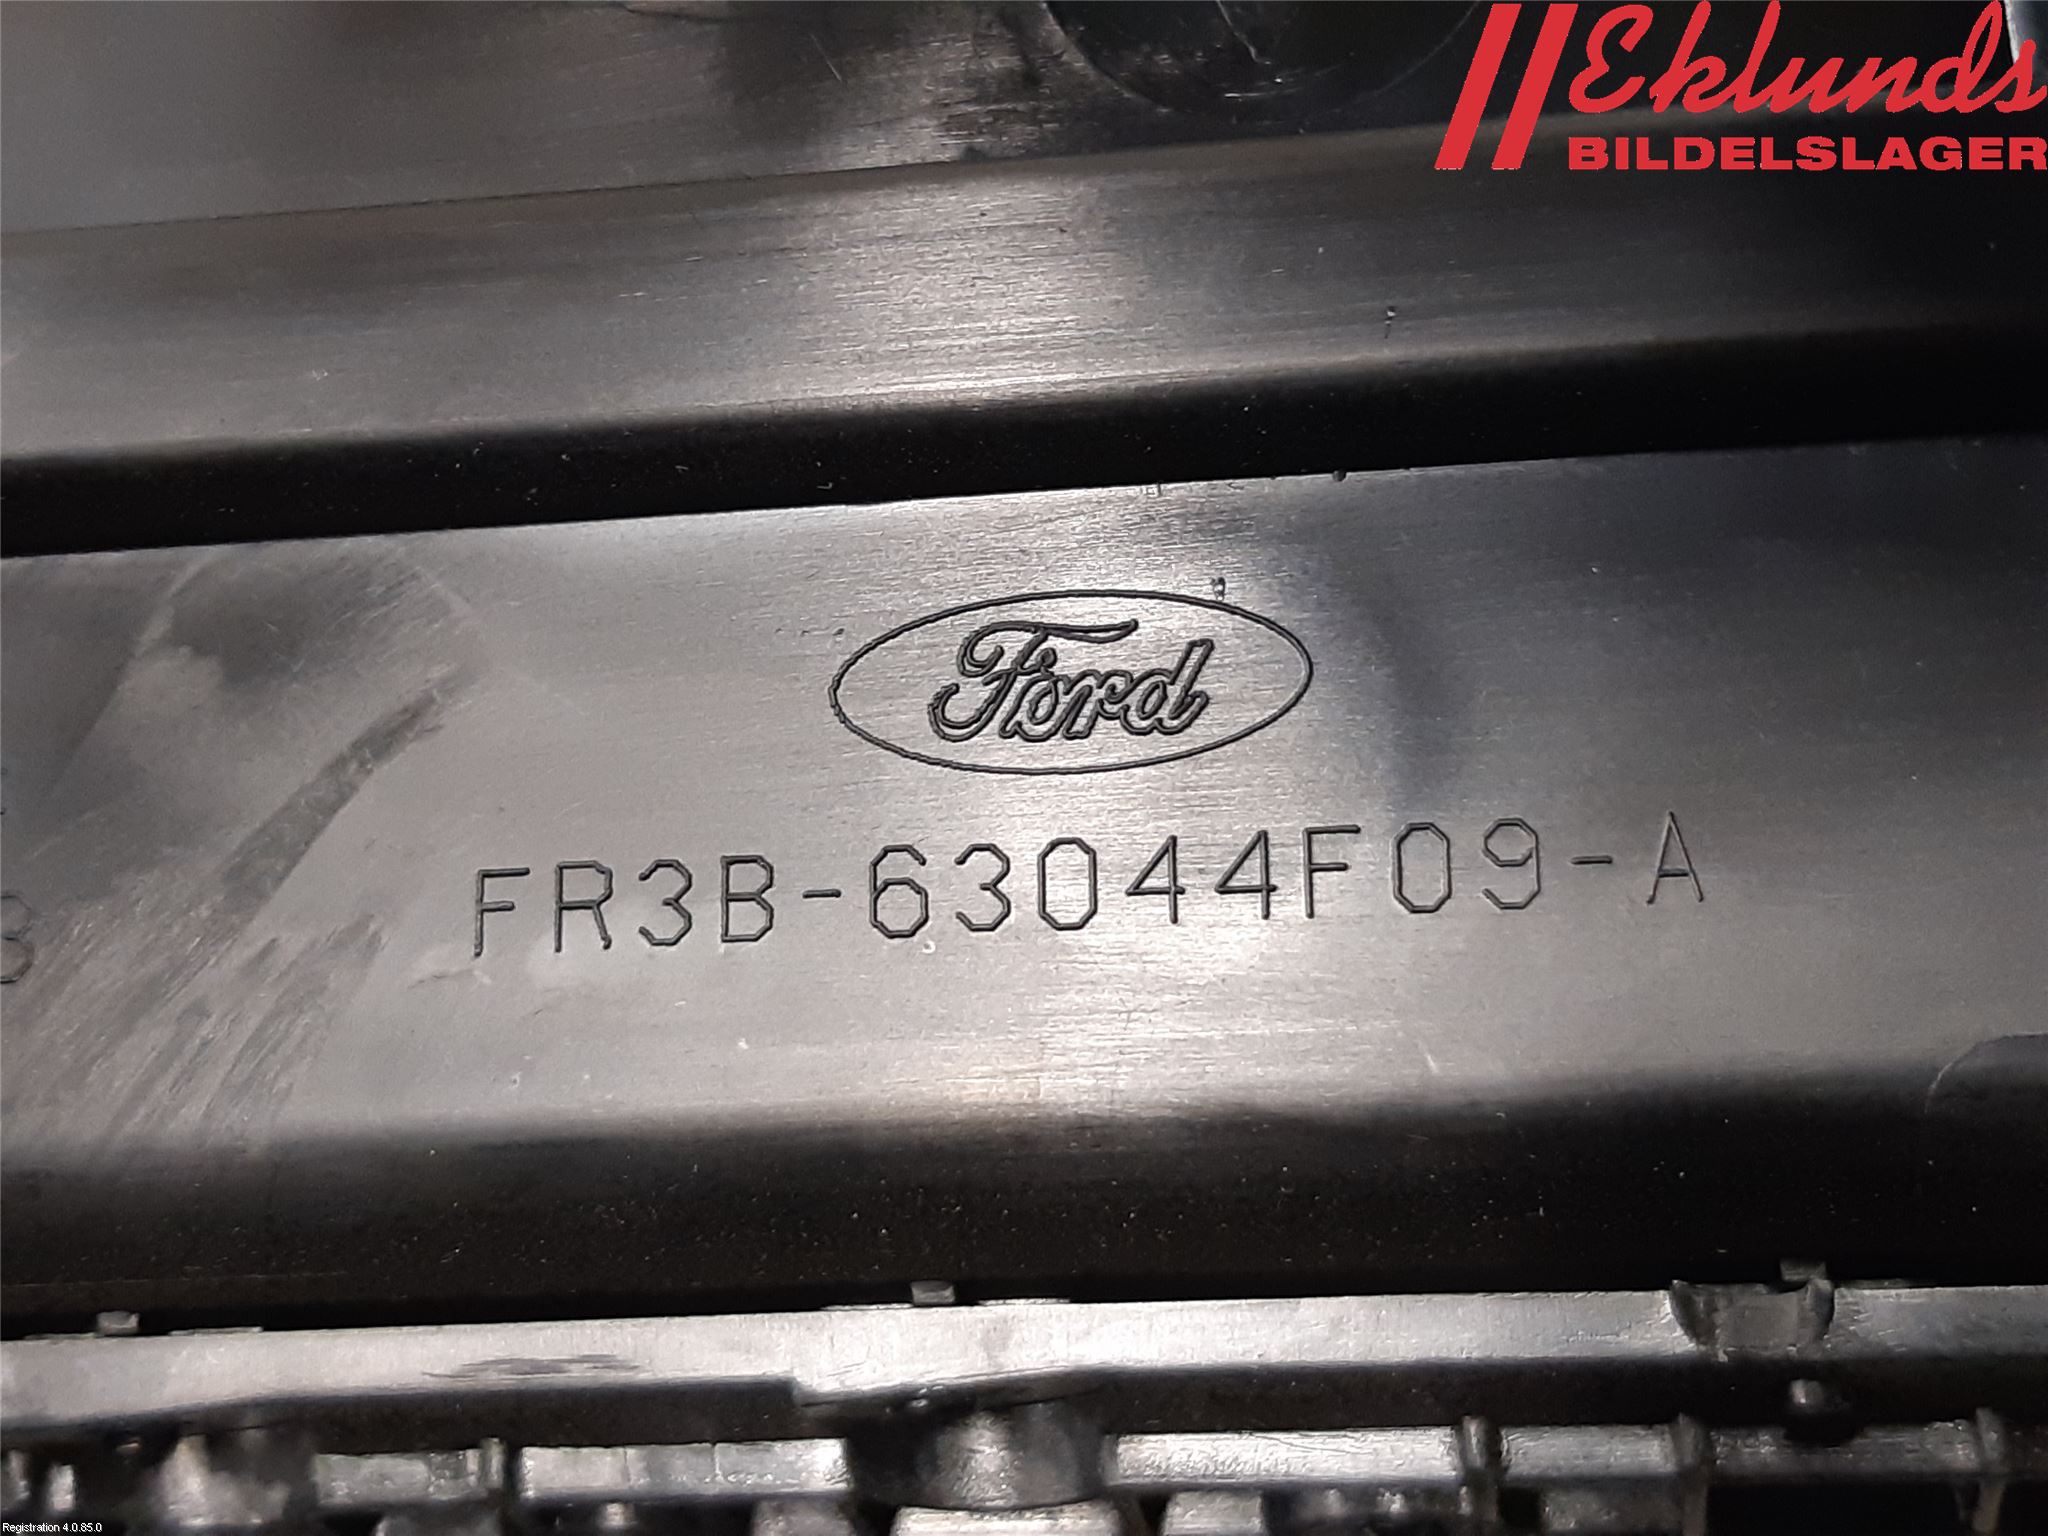 Eklunds
BILDELSLAGER
Ford
FR3B-63044F09-A
Registration 4.0.85.0